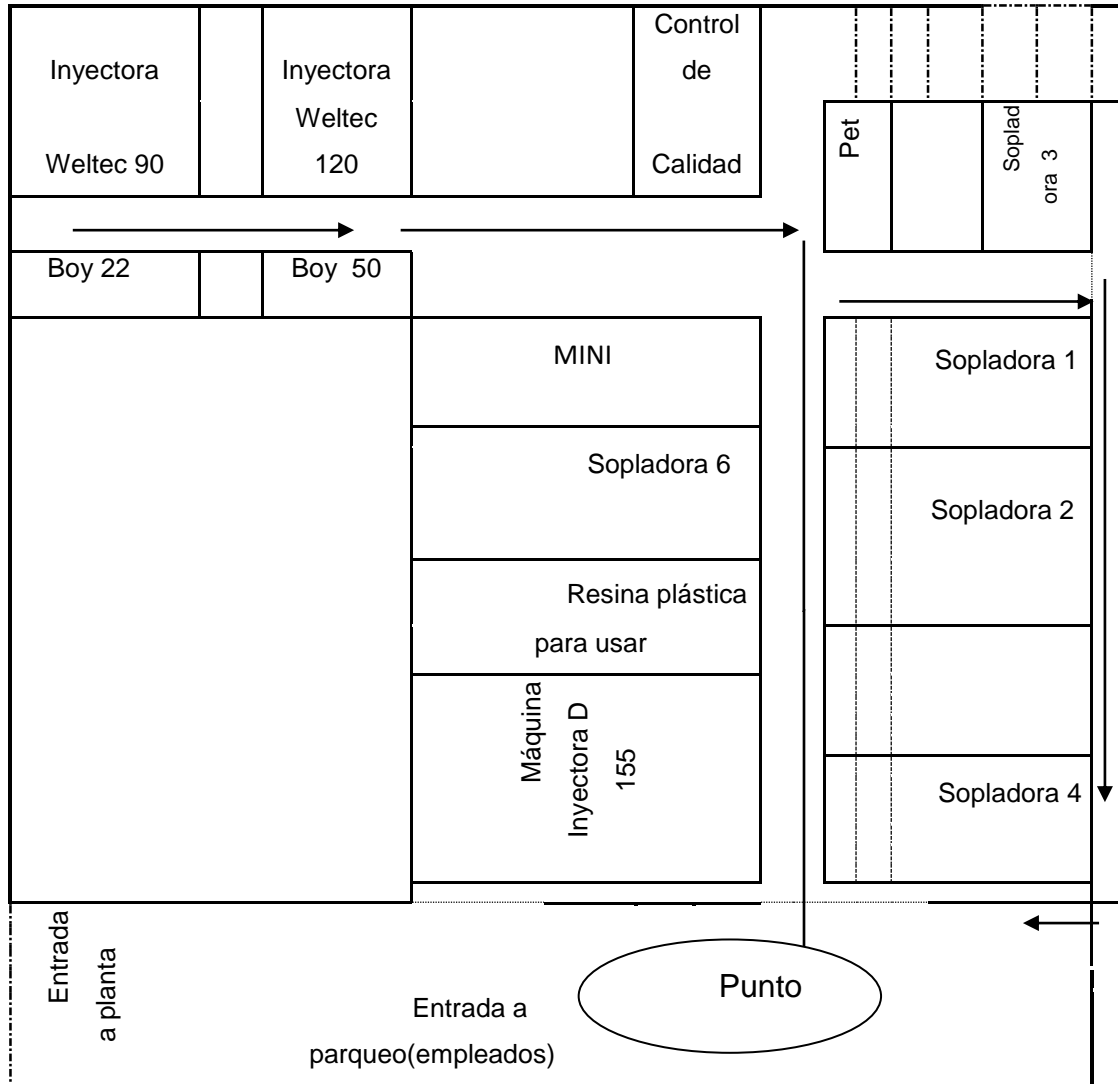 Inyectora
Weltec 90
Inyectora
Weltec
120
Control
de
Calidad
Pet
Soplad
ora 3
Boy 22
Boy 50
MINI
Sopladora 1
Sopladora 6
Sopladora 2
Resina plástica
para usar
Máquina
Inyectora D
155
Sopladora 4
Entrada
a planta
Entrada a
parqueo(empleados)
Punto